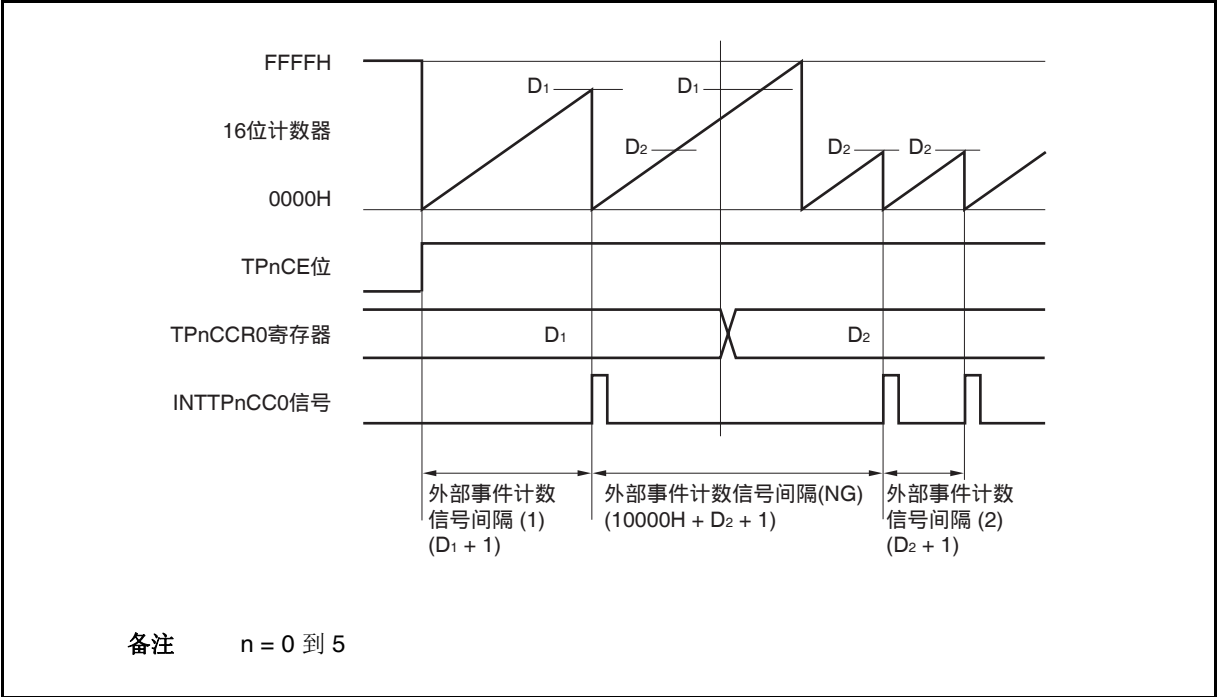 FFFFH
D1
D1
16位计数器
D2
D2
D2
0000H
TPnCE位
TPnCCR0寄存器
D1
D2
INTTPnCC0信号
外部事件计数
信号间隔 (1)
(D1 + 1)
外部事件计数信号间隔(NG)
(10000H + D2 + 1)
外部事件计数
信号间隔 (2)
(D2 + 1)
备注 n = 0 到 5